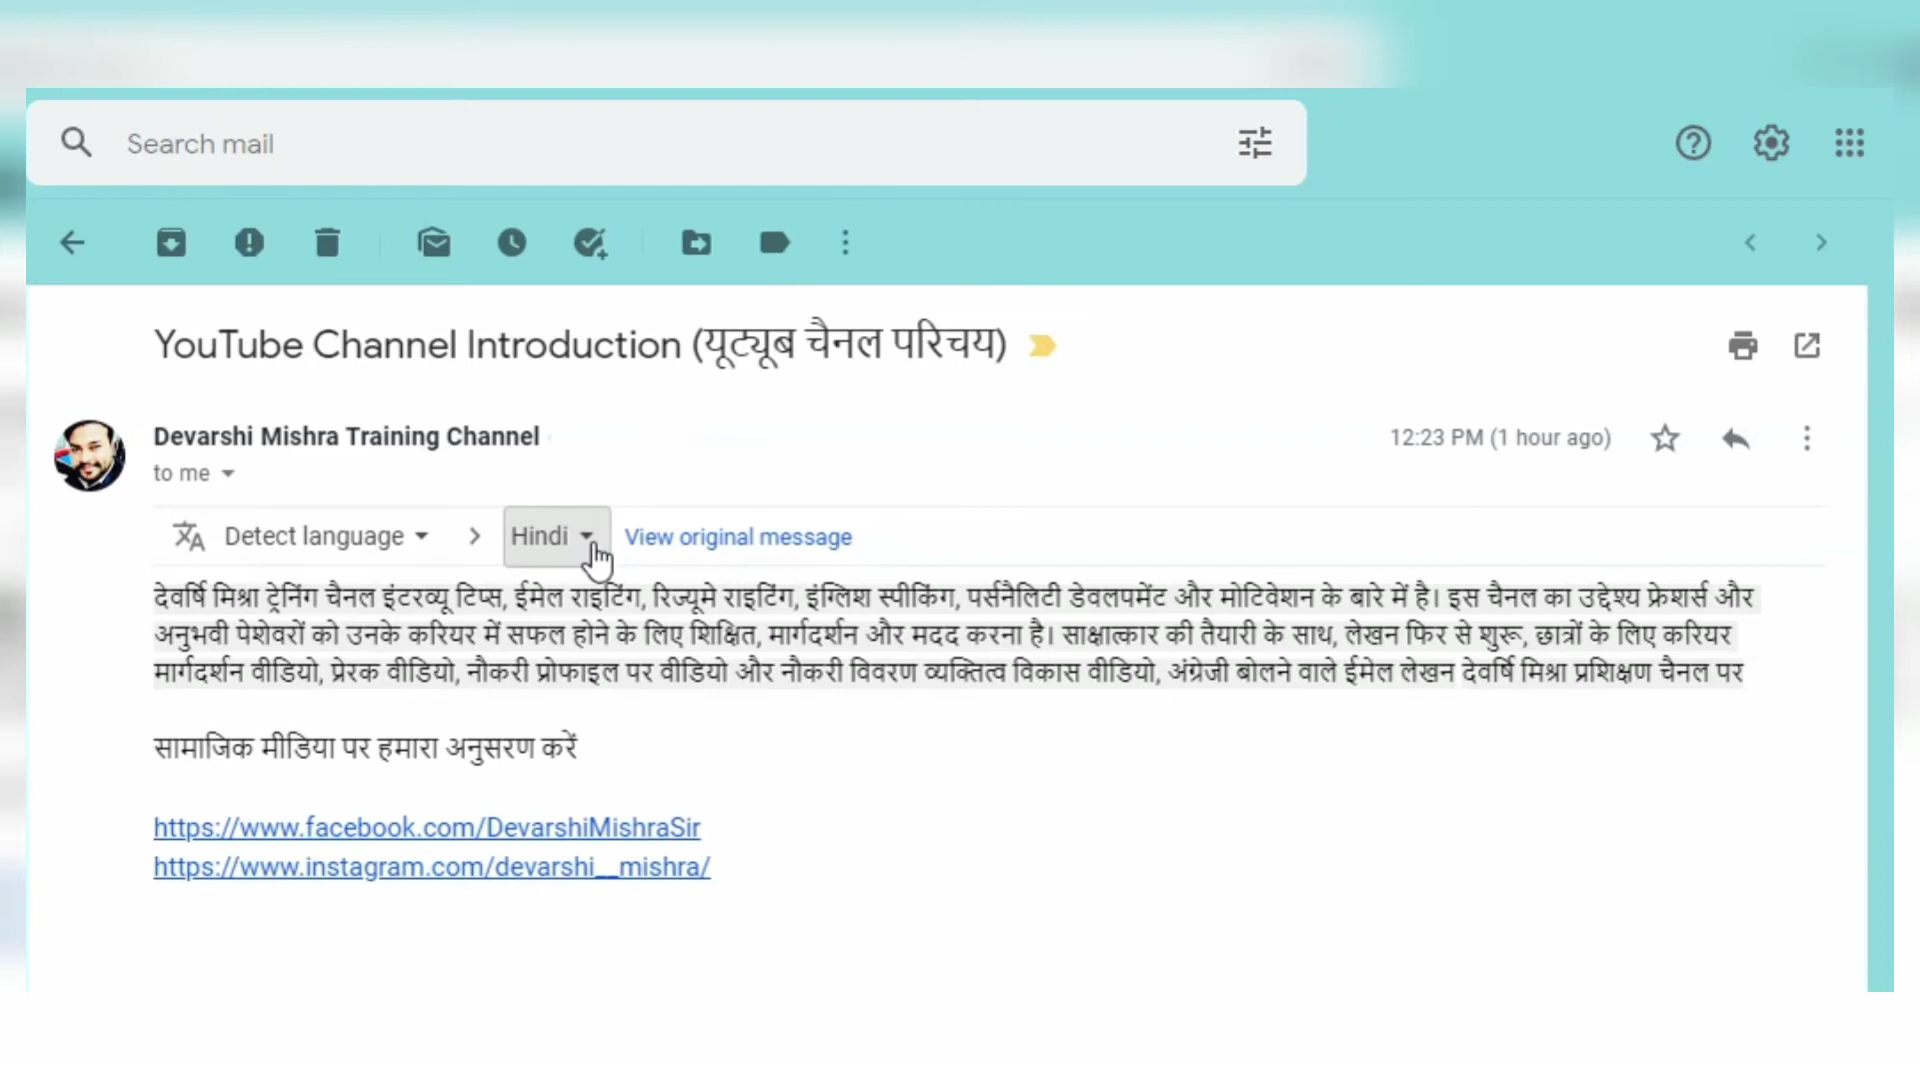 Search mail
YouTube Channel Introduction (यूट्यूब चैनल परिचय)
Devarshi Mishra Training Channel
12:23 PM (1 hour ago)
to me
Detect language > Hindi View original message
देवर्षि मिश्रा ट्रेनिंग चैनल इंटरव्यू टिप्स, ईमेल राइटिंग, रिज्यूमे राइटिंग, इंग्लिश स्पीकिंग, पर्सनैलिटी डेवलपमेंट और मोटिवेशन के बारे में है। इस चैनल का उद्देश्य फ्रेशर्स और
अनुभवी पेशेवरों को उनके करियर में सफल होने के लिए शिक्षित, मार्गदर्शन और मदद करना है। साक्षात्कार की तैयारी के साथ, लेखन फिर से शुरू, छात्रों के लिए करियर
मार्गदर्शन वीडियो, प्रेरक वीडियो, नौकरी प्रोफाइल पर वीडियो और नौकरी विवरण व्यक्तित्व विकास वीडियो, अंग्रेजी बोलने वाले ईमेल लेखन देवर्षि मिश्रा प्रशिक्षण चैनल पर
सामाजिक मीडिया पर हमारा अनुसरण करें
https://www.facebook.com/DevarshiMishraSir
https://www.instagram.com/devarshi__mishra/